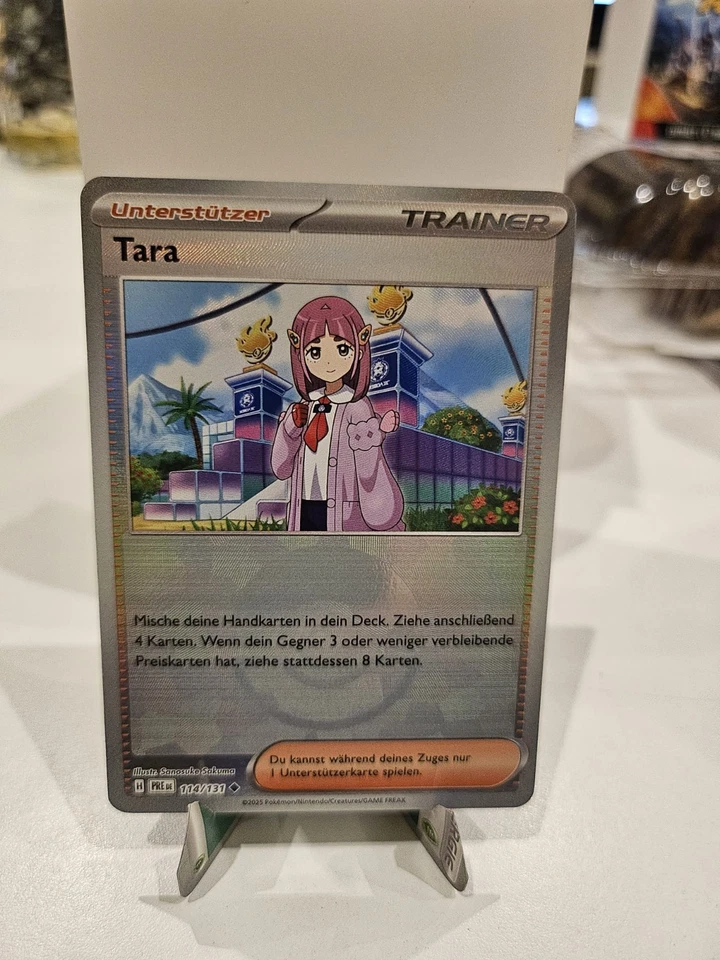 Unterstützer
TRAINER
Tara
Mische deine Handkarten in dein Deck. Ziehe anschließend
4 Karten. Wenn dein Gegner 3 oder weniger verbleibende
Preiskarten hat, ziehe stattdessen 8 Karten.
Du kannst während deines Zuges nur
1 Unterstützerkarte spielen.
Illustr. Sanosuke Sakuma
H PRE DE 114/131
©2025 Pokémon/Nintendo/Creatures/GAME FREAK